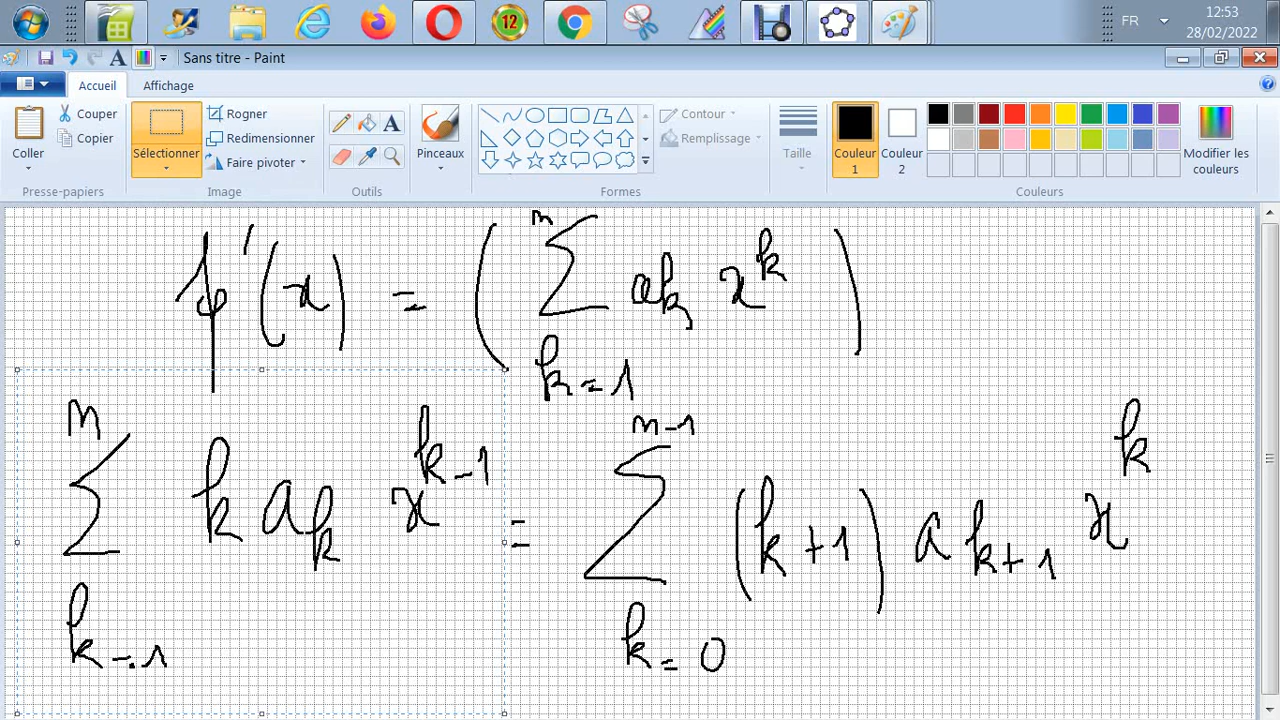 12
FR
12:53
28/02/2022
Sans titre - Paint
Accueil Affichage
Coller
Couper
Copier
Presse-papiers
Sélectionner
Rogner
Redimensionner
Faire pivoter
Image
A
Outils
Pinceaux
Contour
Remplissage
Formes
Taille
Couleur 1
Couleur 2
Modifier les couleurs
Couleurs
f'(x) = ( n ∑ k=1 a_k x^k )
n ∑ k=1 k a_k x^{k-1} = n-1 ∑ k=0 (k+1) a_{k+1} x^k